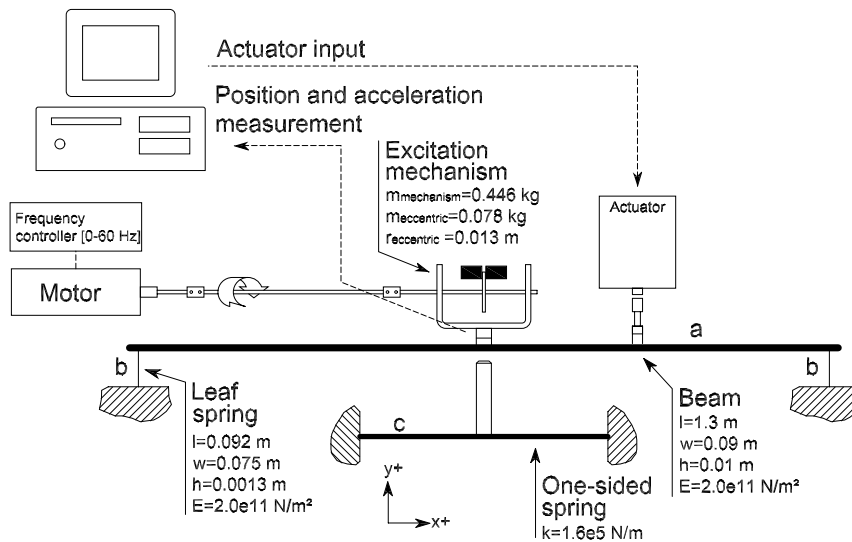 Actuator input
Position and acceleration
measurement
Excitation
mechanism
mmechanism=0.446 kg
meccentric=0.078 kg
reccentric =0.013 m
Actuator
Frequency
controller [0-60 Hz]
Motor
a
b
b
Leaf
spring
l=0.092 m
w=0.075 m
h=0.0013 m
E=2.0e11 N/m²
c
Beam
l=1.3 m
w=0.09 m
h=0.01 m
E=2.0e11 N/m²
y+
x+
One-sided
spring
k=1.6e5 N/m